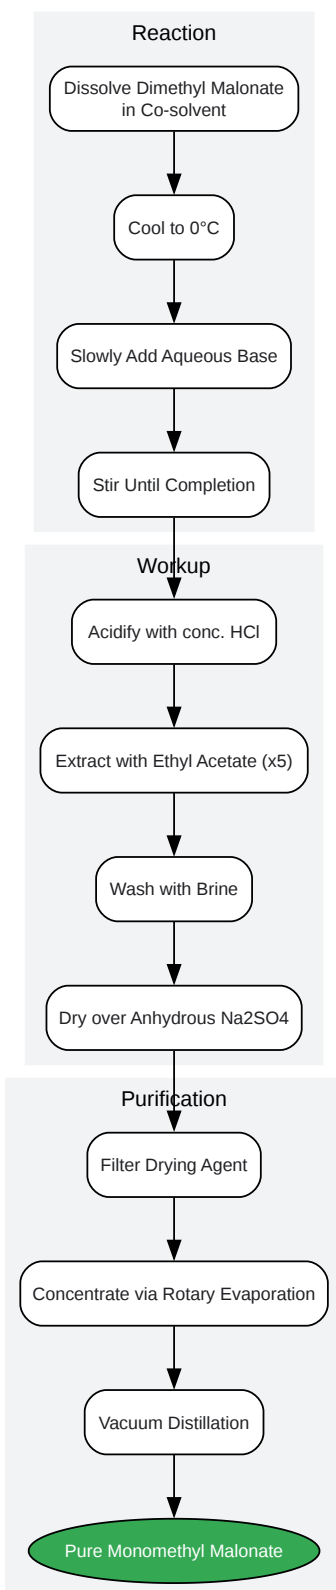 Reaction
Dissolve Dimethyl Malonate
in Co-solvent
Cool to 0°C
Slowly Add Aqueous Base
Stir Until Completion
Workup
Acidify with conc. HCl
Extract with Ethyl Acetate (x5)
Wash with Brine
Dry over Anhydrous Na2SO4
Purification
Filter Drying Agent
Concentrate via Rotary Evaporation
Vacuum Distillation
Pure Monomethyl Malonate